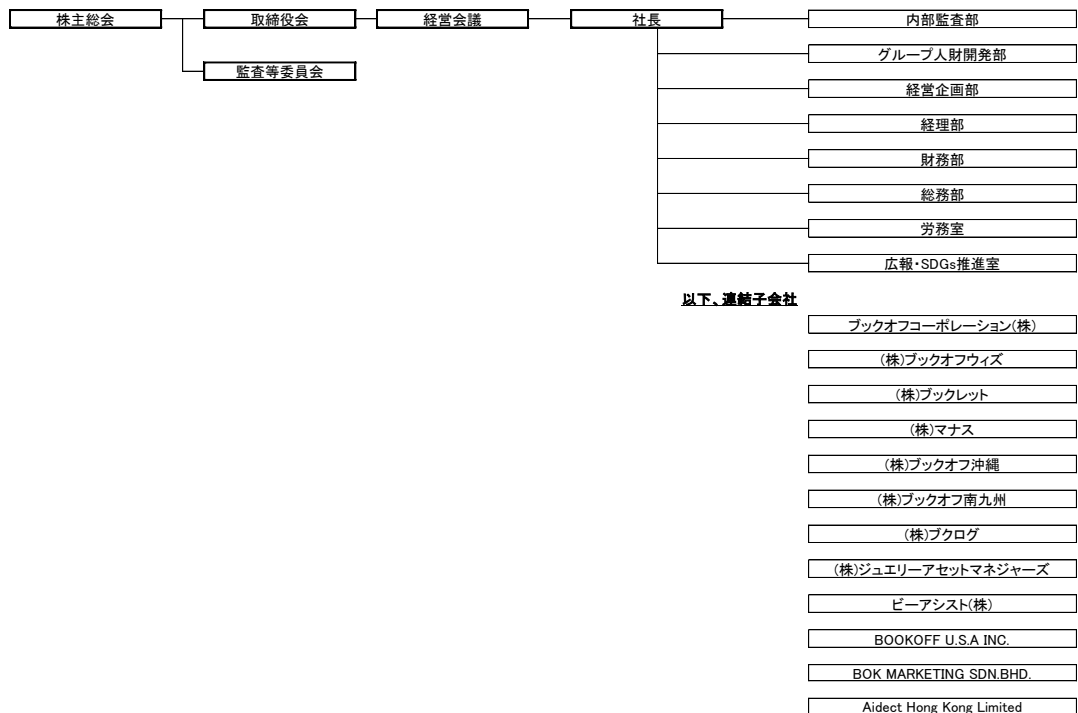 株主総会
取締役会
経営会議
社長
内部監査部
監査等委員会
グループ人財開発部
経営企画部
経理部
財務部
総務部
労務室
広報・SDGs推進室
以下、連結子会社
ブックオフコーポレーション(株)
(株)ブックオフウィズ
(株)ブックレット
(株)マナス
(株)ブックオフ沖縄
(株)ブックオフ南九州
(株)ブクログ
(株)ジュエリーアセットマネジャーズ
ビーアシスト(株)
BOOKOFF U.S.A INC.
BOK MARKETING SDN.BHD.
Aidect Hong Kong Limited